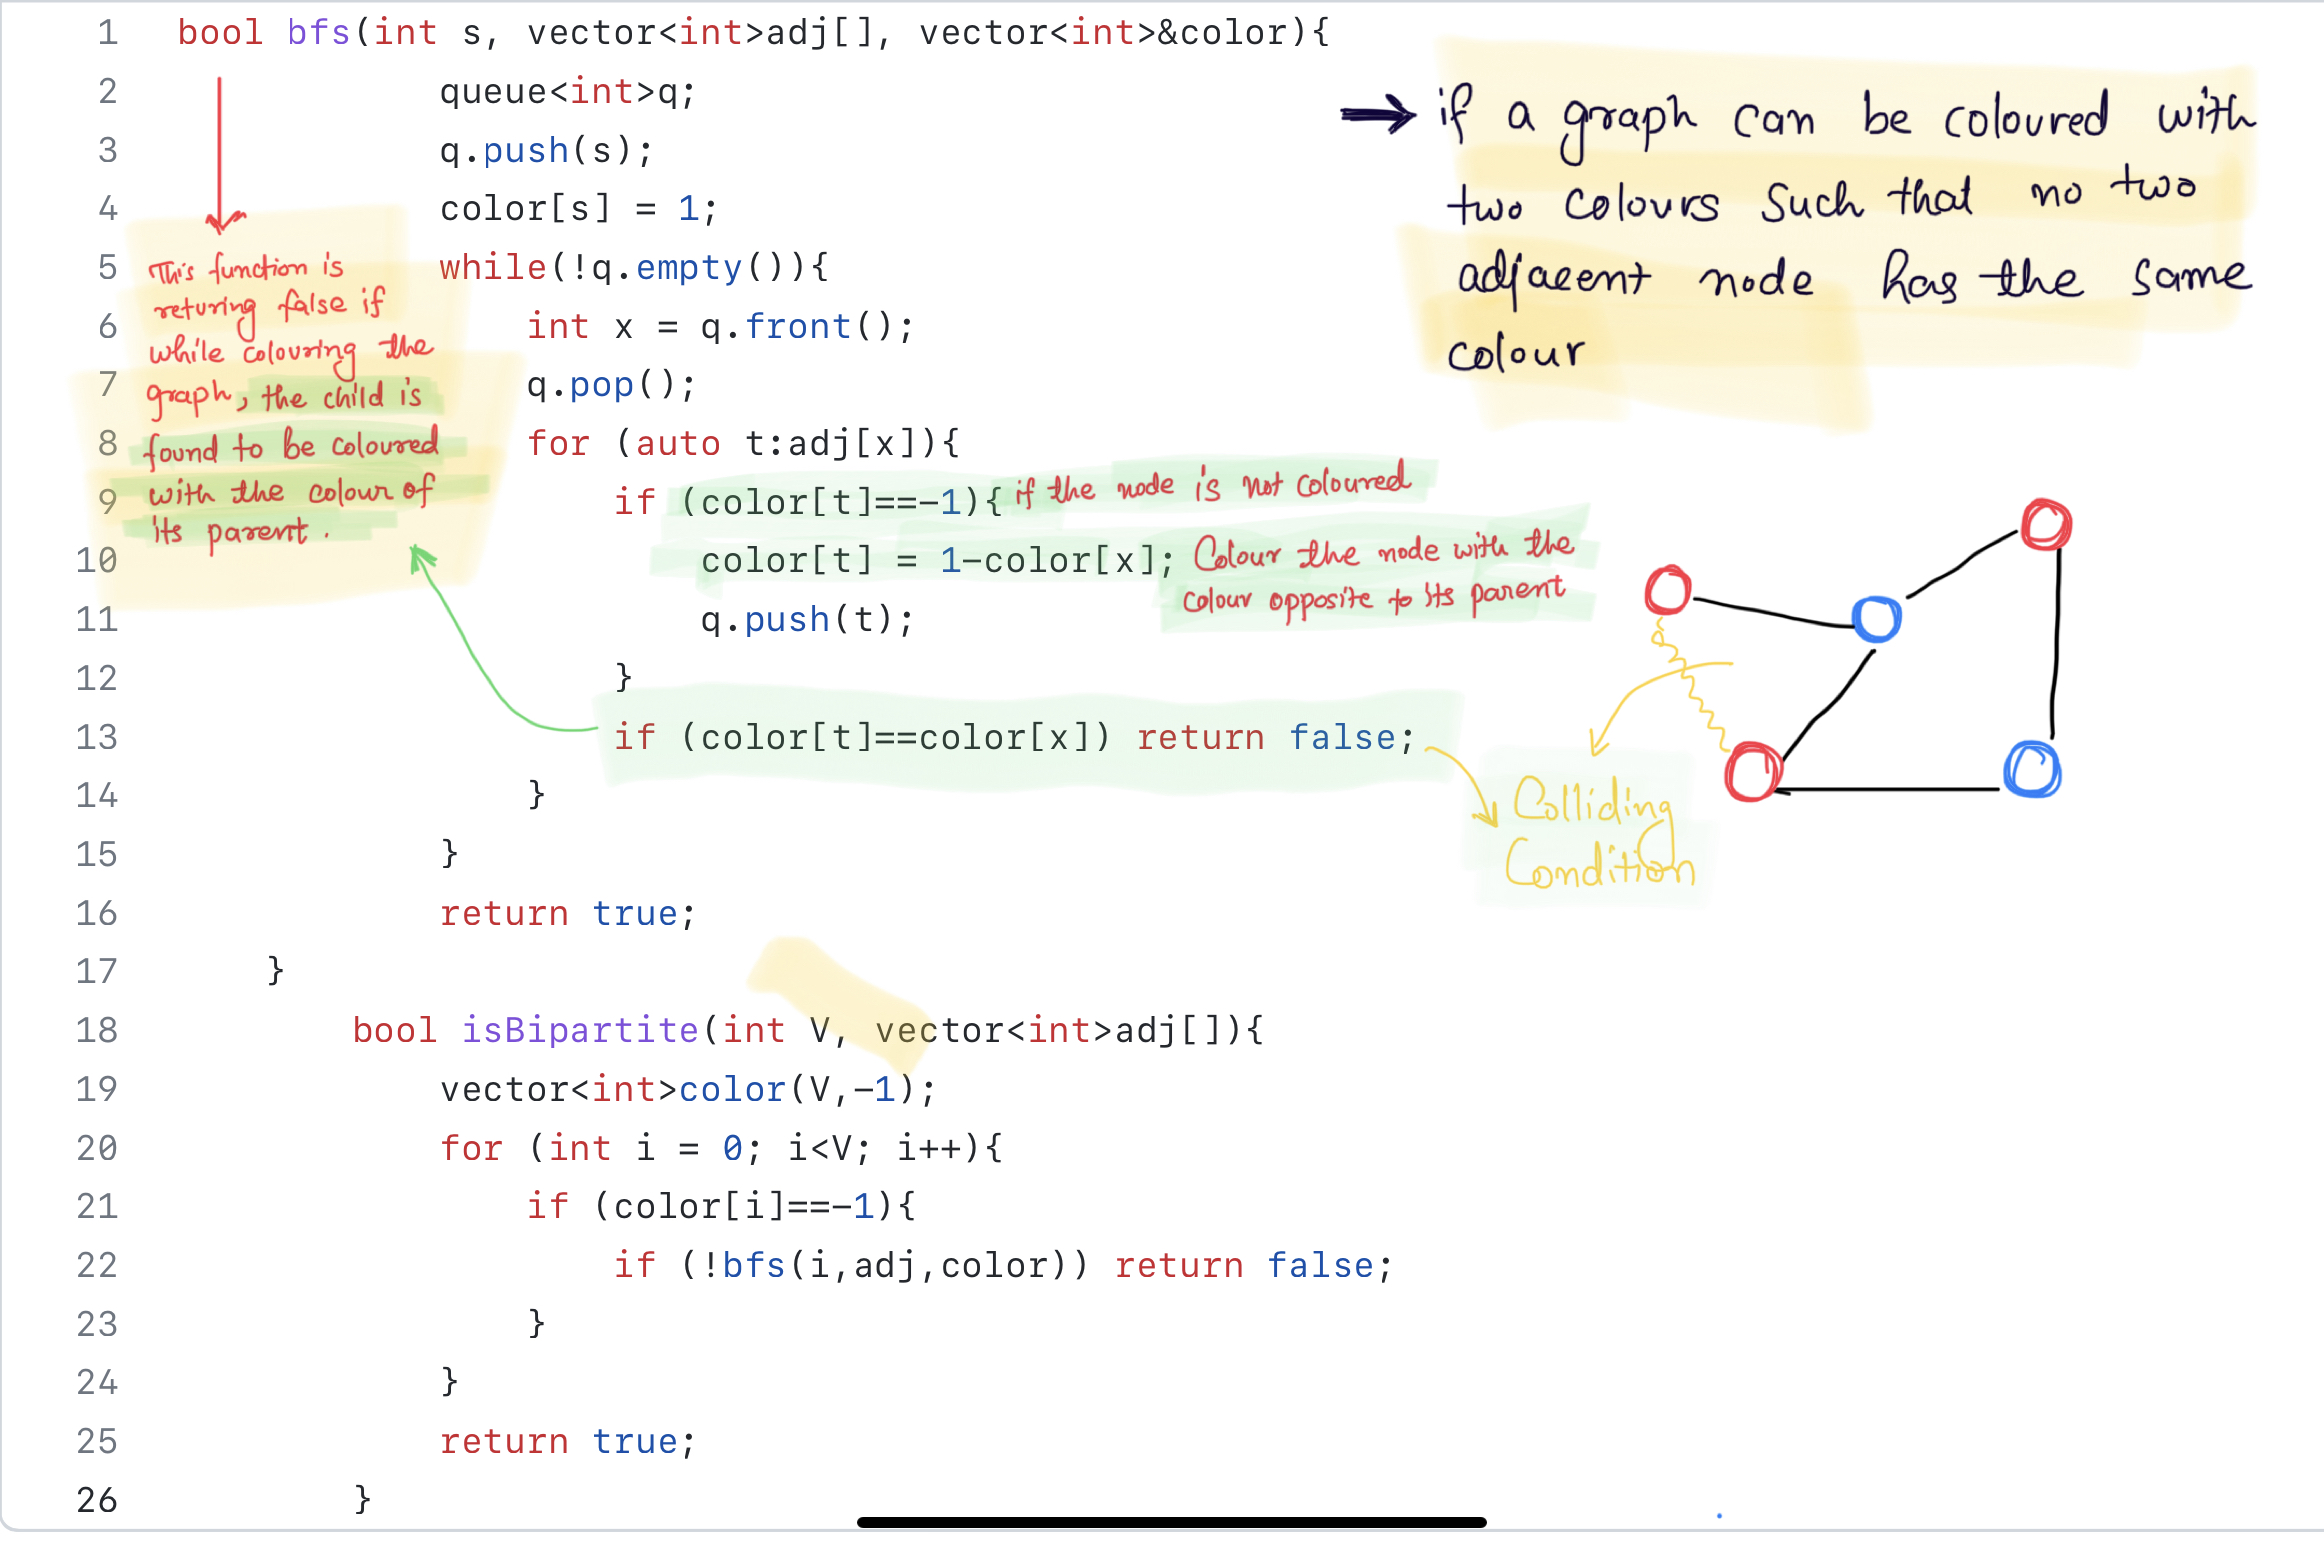 1 bool bfs(int s, vector<int>adj[], vector<int>&color){
2 queue<int>q;
3 q.push(s);
4 color[s] = 1;
5 while(!q.empty()){
6 int x = q.front();
7 q.pop();
8 for (auto t:adj[x]){
9 if (color[t]==-1){ if the node is not coloured
10 color[t] = 1-color[x]; Colour the node with the
colour opposite to its parent
11 q.push(t);
12 }
13 if (color[t]==color[x]) return false;
14 }
15 }
16 return true;
17 }
18 bool isBipartite(int V, vector<int>adj[]){
19 vector<int>color(V,-1);
20 for (int i = 0; i<V; i++){
21 if (color[i]==-1){
22 if (!bfs(i,adj,color)) return false;
23 }
24 }
25 return true;
26 }
This function is
returing false if
while colouring the
graph, the child is
found to be coloured
with the colour of
its parent.
if a graph can be coloured with
two colours such that no two
adjacent node has the same
colour
Colliding
Condition